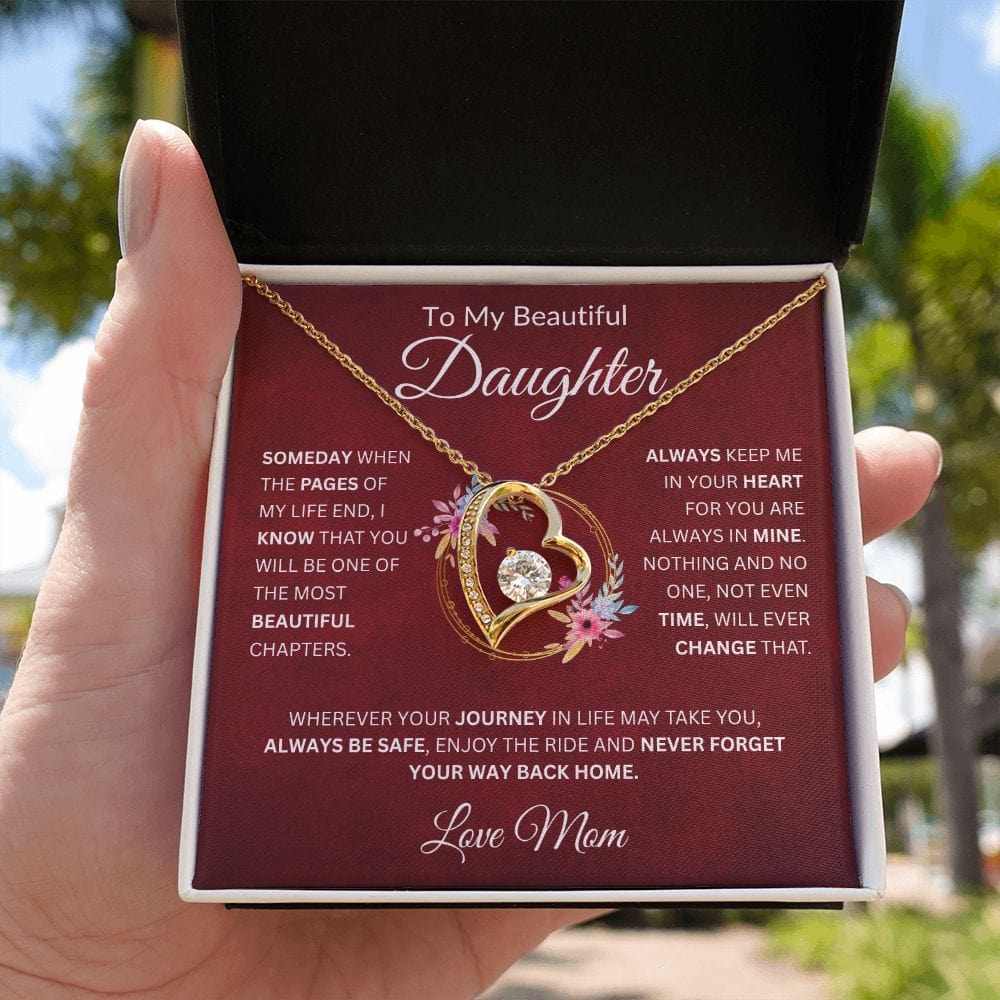 To My Beautiful
Daughter
SOMEDAY WHEN
THE PAGES OF
MY LIFE END, I
KNOW THAT YOU
WILL BE ONE OF
THE MOST
BEAUTIFUL
CHAPTERS.
ALWAYS KEEP ME
IN YOUR HEART
FOR YOU ARE
ALWAYS IN MINE.
NOTHING AND NO
ONE, NOT EVEN
TIME, WILL EVER
CHANGE THAT.
WHEREVER YOUR JOURNEY IN LIFE MAY TAKE YOU,
ALWAYS BE SAFE, ENJOY THE RIDE AND NEVER FORGET
YOUR WAY BACK HOME.
Love Mom